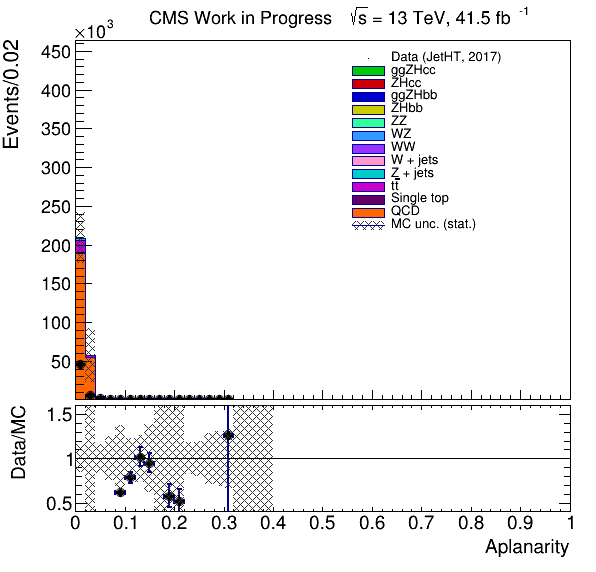 CMS Work in Progress √s = 13 TeV, 41.5 fb⁻¹
×10³
Events/0.02
450
400
350
300
250
200
150
100
50
Data (JetHT, 2017)
ggZHcc
ZHcc
ggZHbb
ZHbb
ZZ
WZ
WW
W + jets
Z + jets
tt̅
Single top
QCD
MC unc. (stat.)
Data/MC
1.5
1
0.5
0 0.1 0.2 0.3 0.4 0.5 0.6 0.7 0.8 0.9 1
Aplanarity